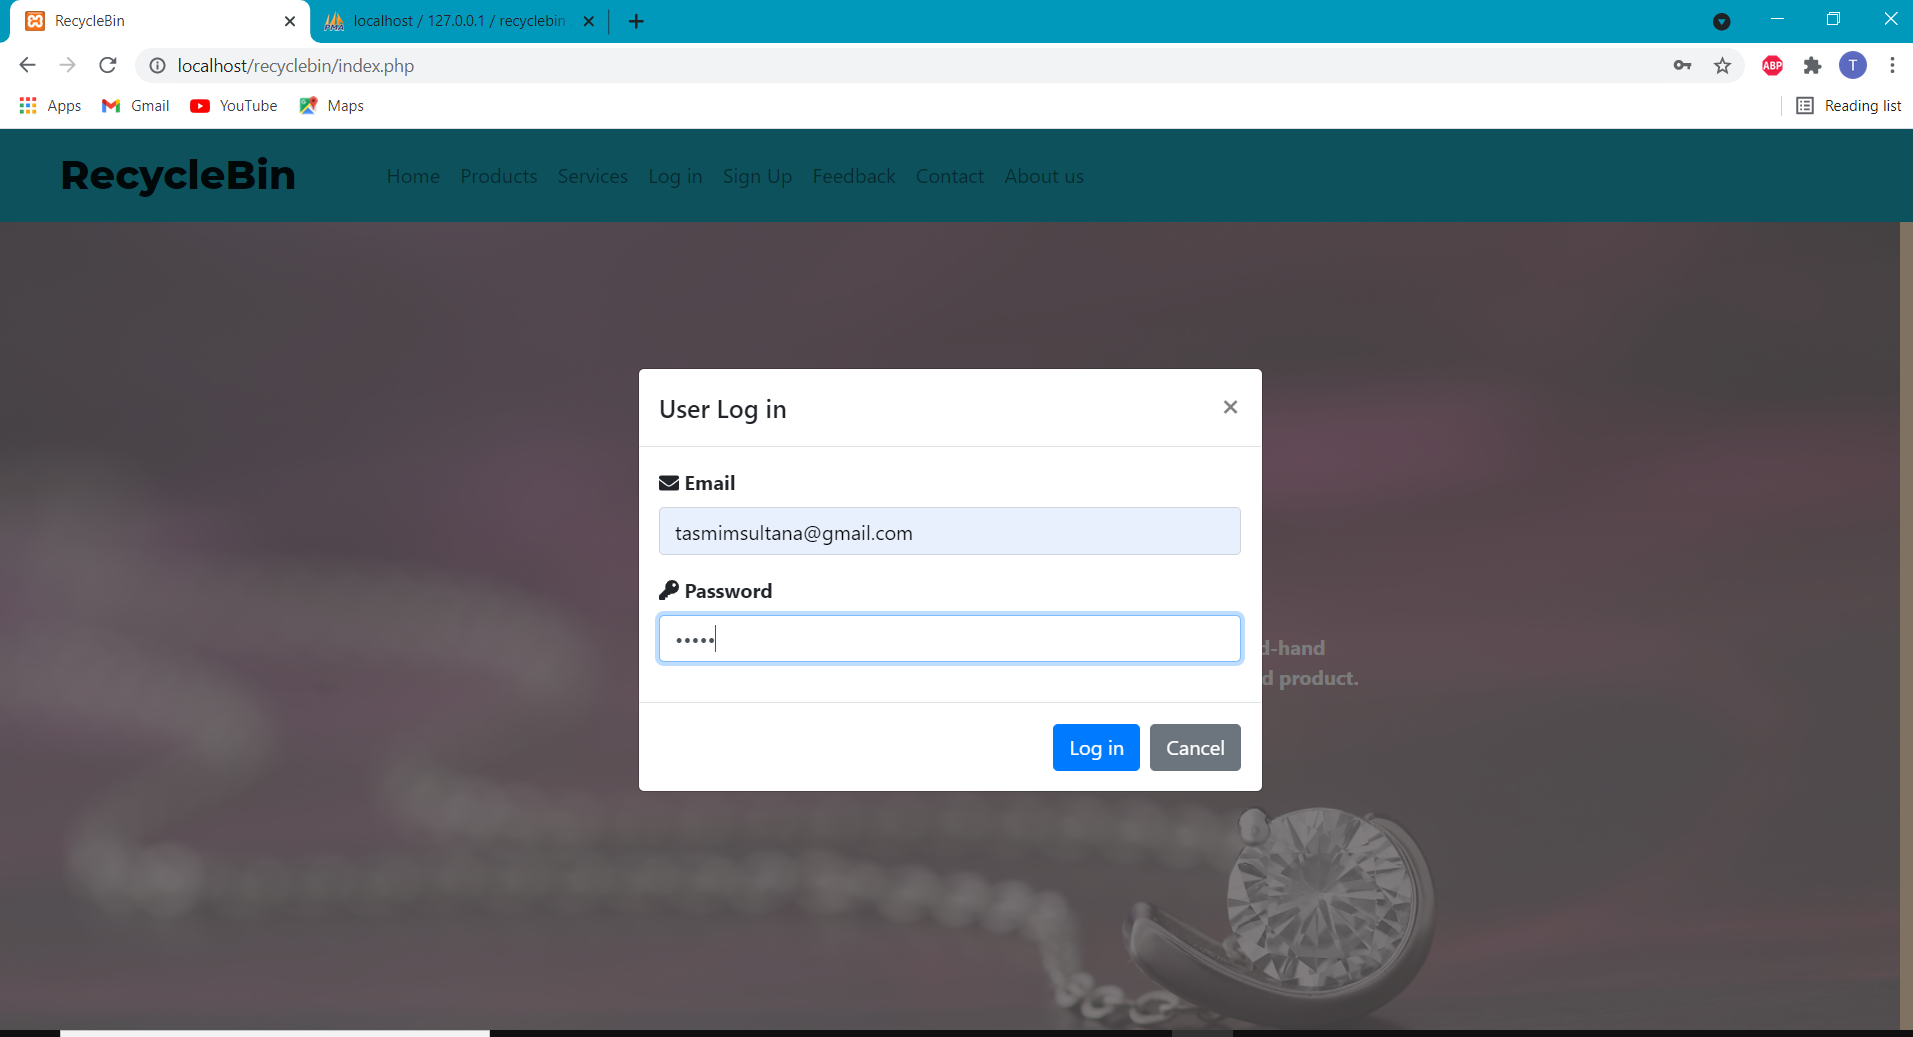 RecycleBin
localhost / 127.0.0.1 / recyclebin
localhost/recyclebin/index.php
ABP
T
Apps
Gmail
YouTube
Maps
Reading list
RecycleBin
Home
Products
Services
Log in
Sign Up
Feedback
Contact
About us
User Log in
Email
tasmimsultana@gmail.com
Password
•••••
d-hand
d product.
Log in
Cancel